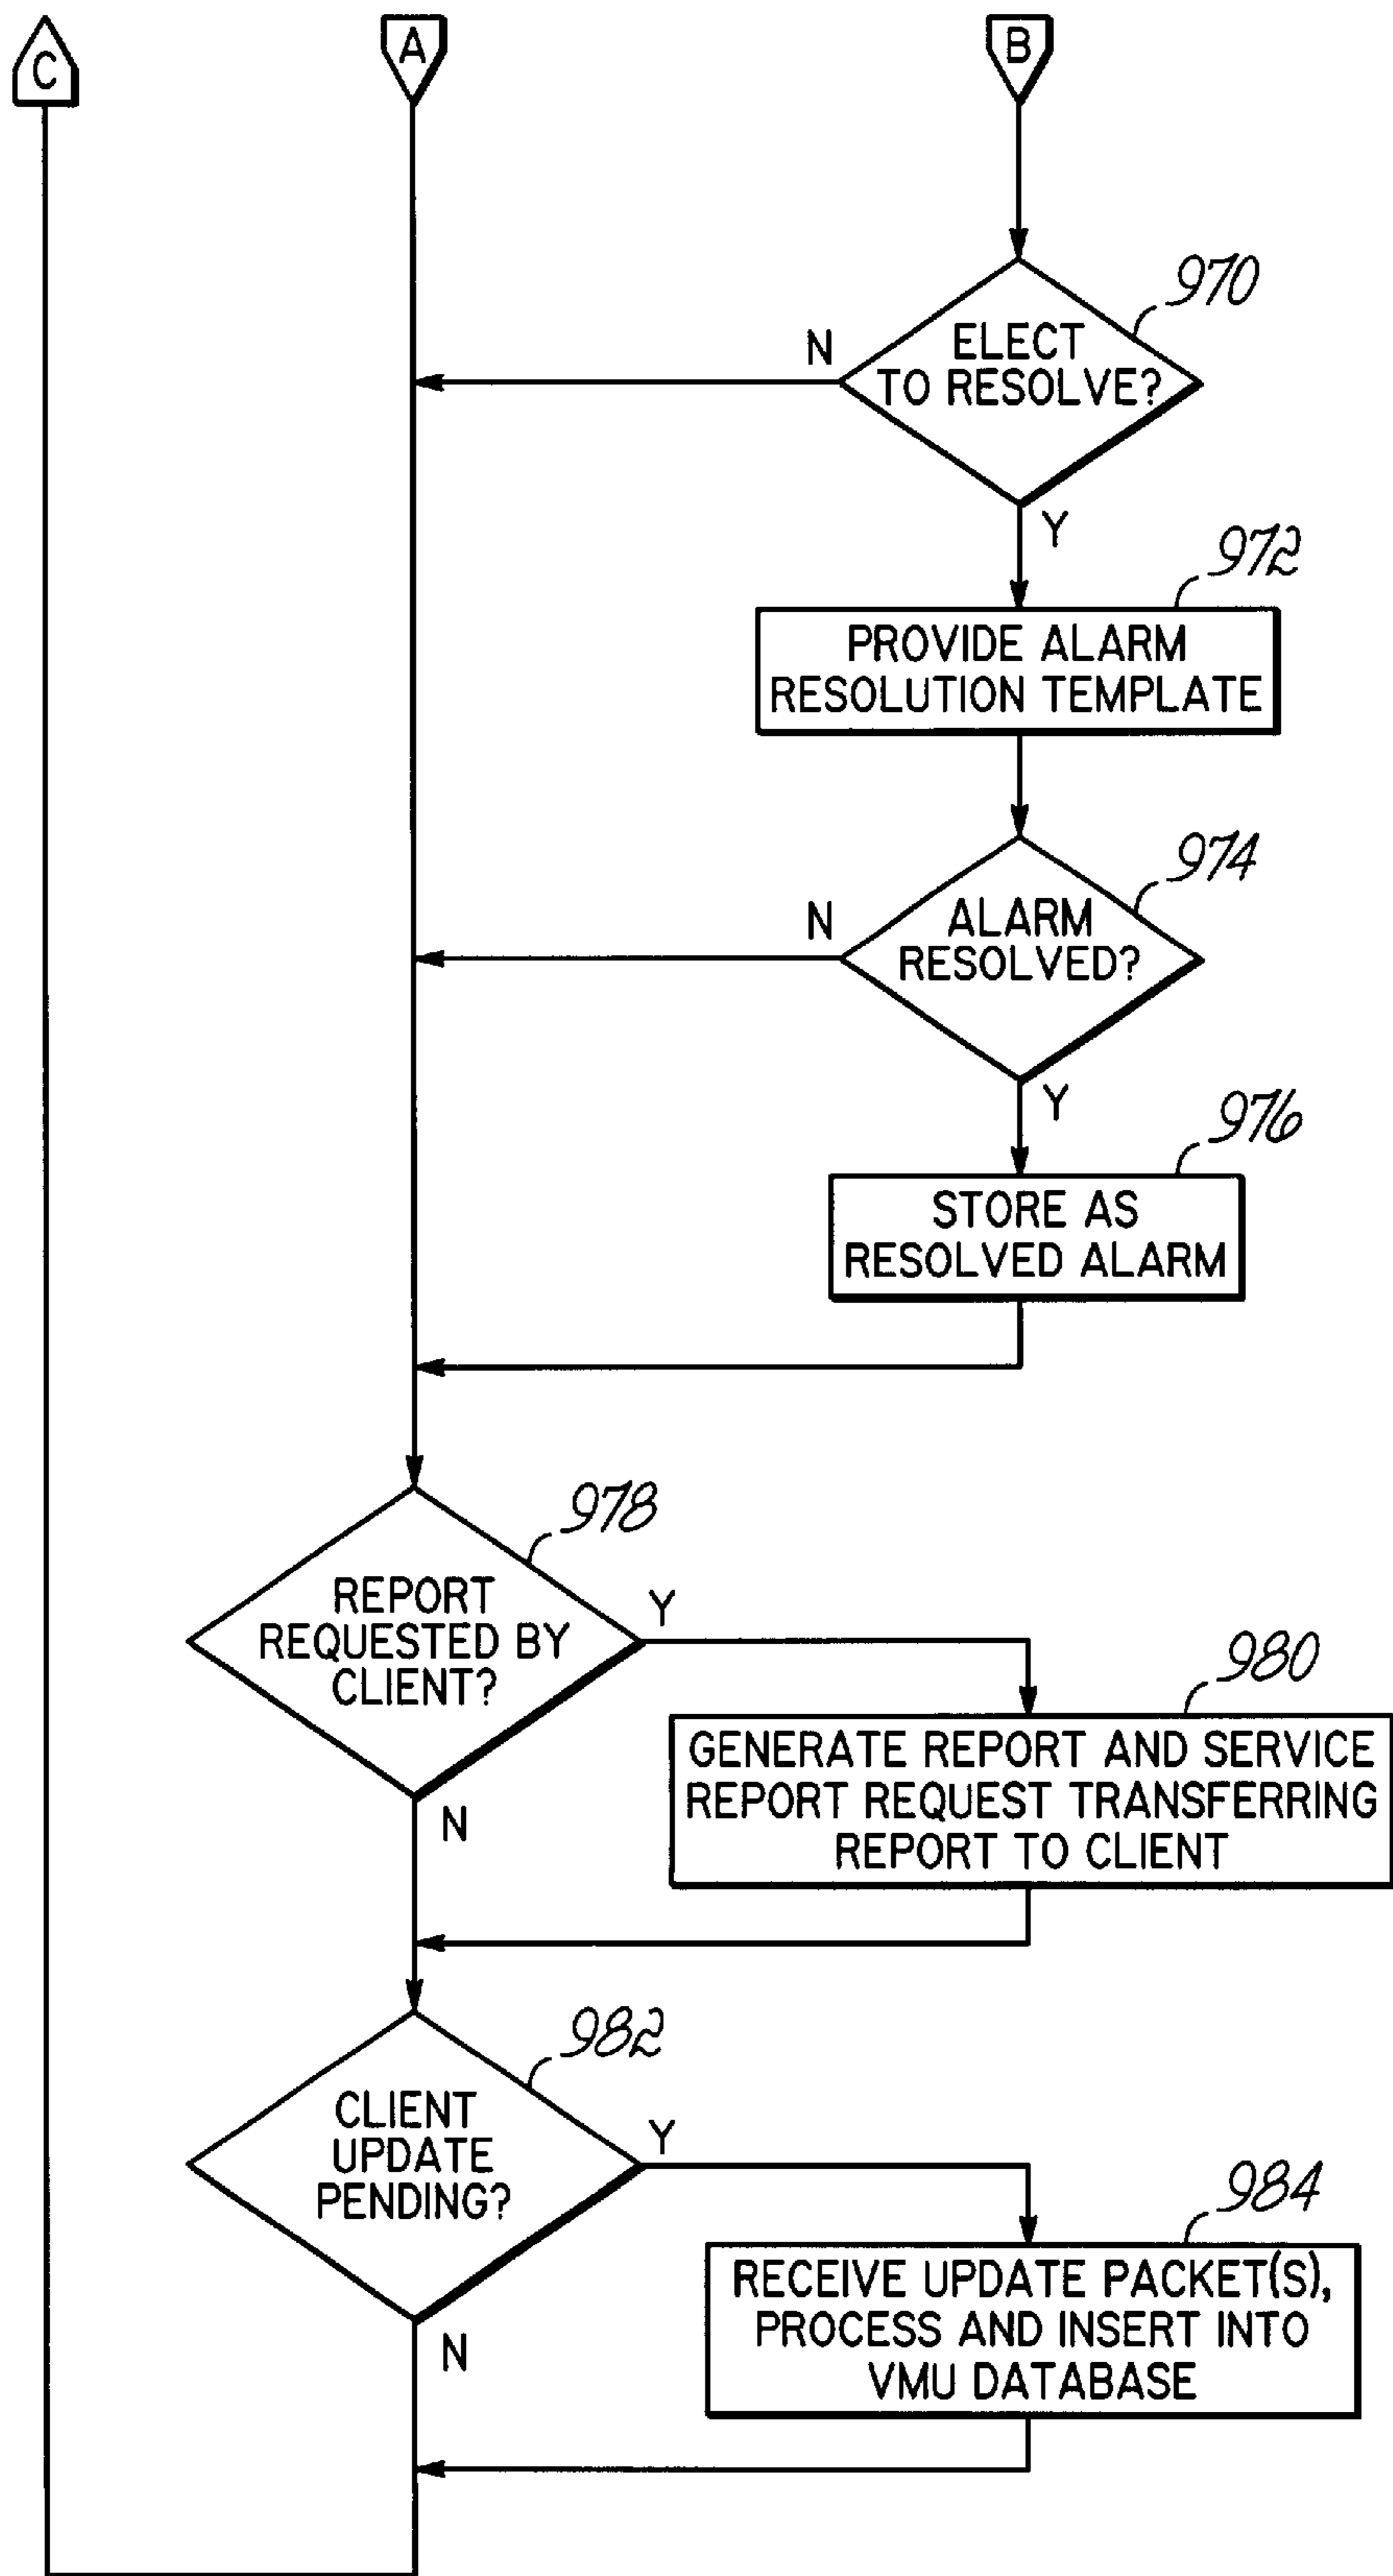 C
A
B
970
ELECT
TO RESOLVE?
N
Y
972
PROVIDE ALARM
RESOLUTION TEMPLATE
974
ALARM
RESOLVED?
N
Y
976
STORE AS
RESOLVED ALARM
978
REPORT
REQUESTED BY
CLIENT?
Y
N
980
GENERATE REPORT AND SERVICE
REPORT REQUEST TRANSFERRING
REPORT TO CLIENT
982
CLIENT
UPDATE
PENDING?
Y
N
984
RECEIVE UPDATE PACKET(S),
PROCESS AND INSERT INTO
VMU DATABASE